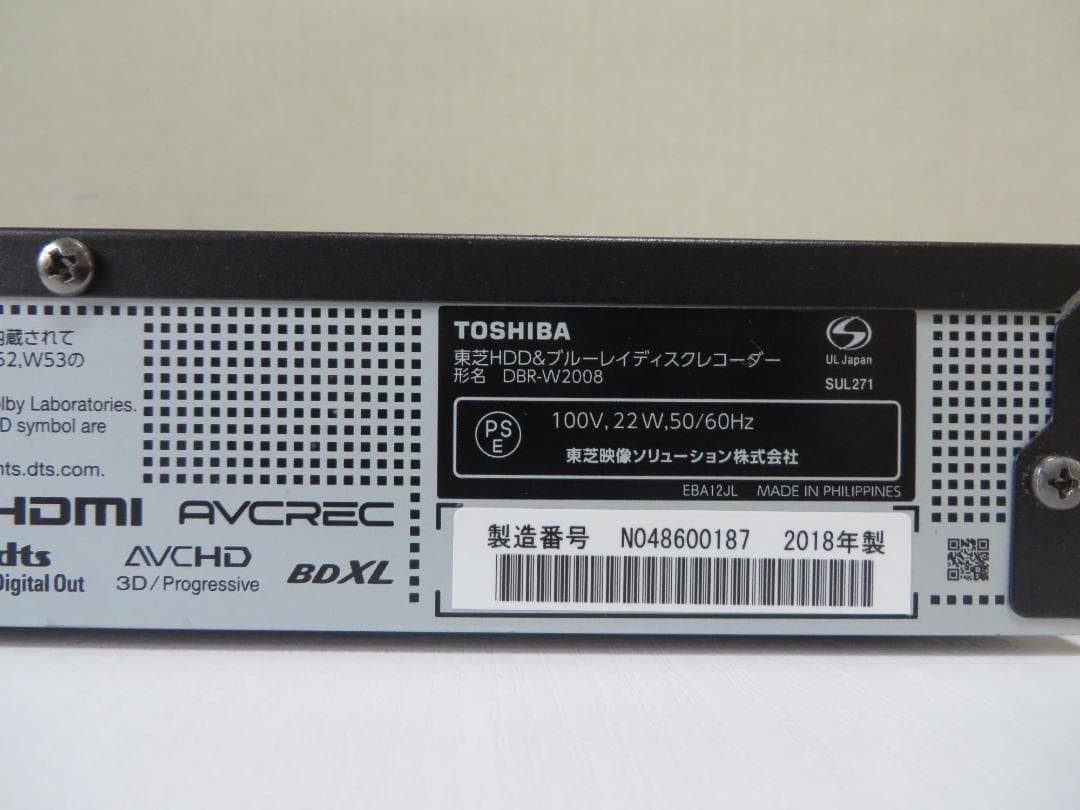 内蔵されて
52,W53の
olby Laboratories.
D symbol are
nts.dts.com.
HDMI AVCREC
dts
Digital Out
AVCHD
3D/Progressive
BDXL
TOSHIBA
東芝HDD&ブルーレイディスクレコーダー
形名 DBR-W2008
UL Japan
SUL271
PS
E
100V, 22W, 50/60Hz
東芝映像ソリューション株式会社
EBA12JL MADE IN PHILIPPINES
製造番号 N048600187 2018年製